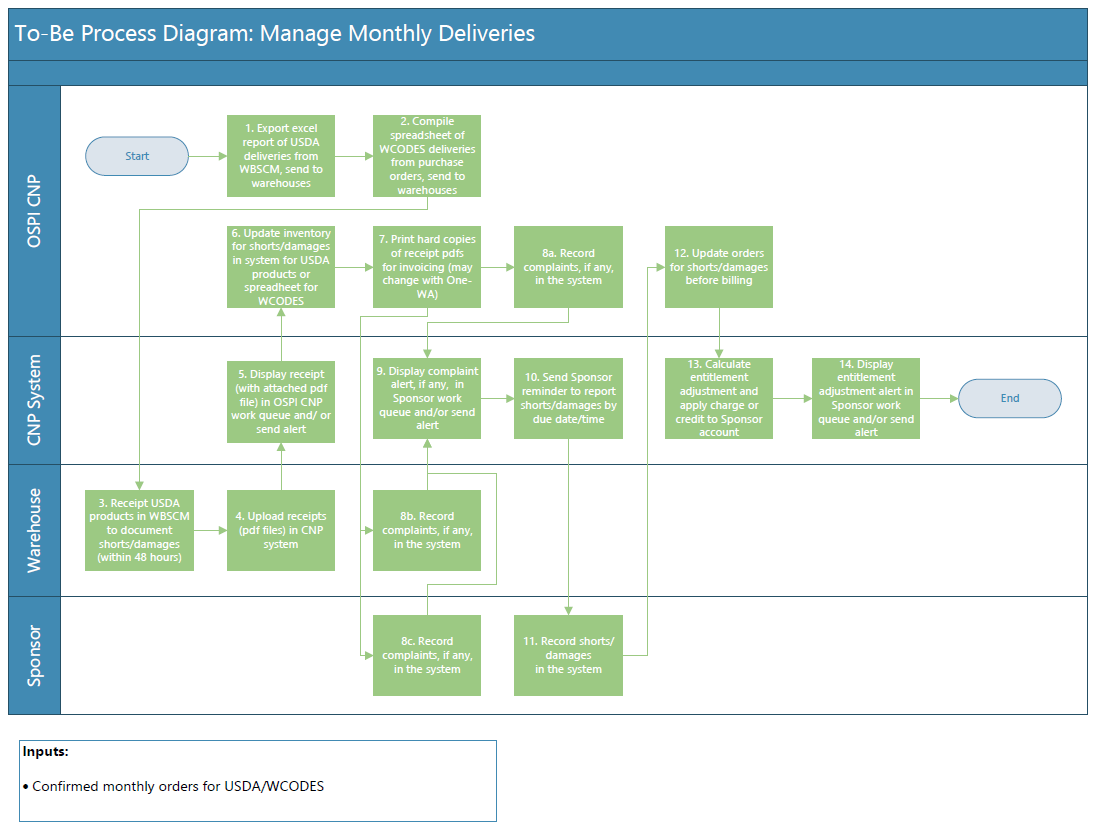 To-Be Process Diagram: Manage Monthly Deliveries
OSPI CNP
Start
1. Export excel
report of USDA
deliveries from
WBSCM, send to
warehouses
2. Compile
spreadsheet of
WCODES deliveries
from purchase
orders, send to
warehouses
6. Update inventory
for shorts/damages
in system for USDA
products or
spreadheet for
WCODES
7. Print hard copies
of receipt pdfs
for invoicing (may
change with One-
WA)
8a. Record
complaints, if any,
in the system
12. Update orders
for shorts/damages
before billing
CNP System
5. Display receipt
(with attached pdf
file) in OSPI CNP
work queue and/ or
send alert
9. Display complaint
alert, if any, in
Sponsor work
queue and/or send
alert
10. Send Sponsor
reminder to report
shorts/damages by
due date/time
13. Calculate
entitlement
adjustment and
apply charge or
credit to Sponsor
account
14. Display
entitlement
adjustment alert in
Sponsor work
queue and/or send
alert
End
Warehouse
3. Receipt USDA
products in WBSCM
to document
shorts/damages
(within 48 hours)
4. Upload receipts
(pdf files) in CNP
system
8b. Record
complaints, if any,
in the system
Sponsor
8c. Record
complaints, if any,
in the system
11. Record shorts/
damages
in the system
Inputs:
• Confirmed monthly orders for USDA/WCODES